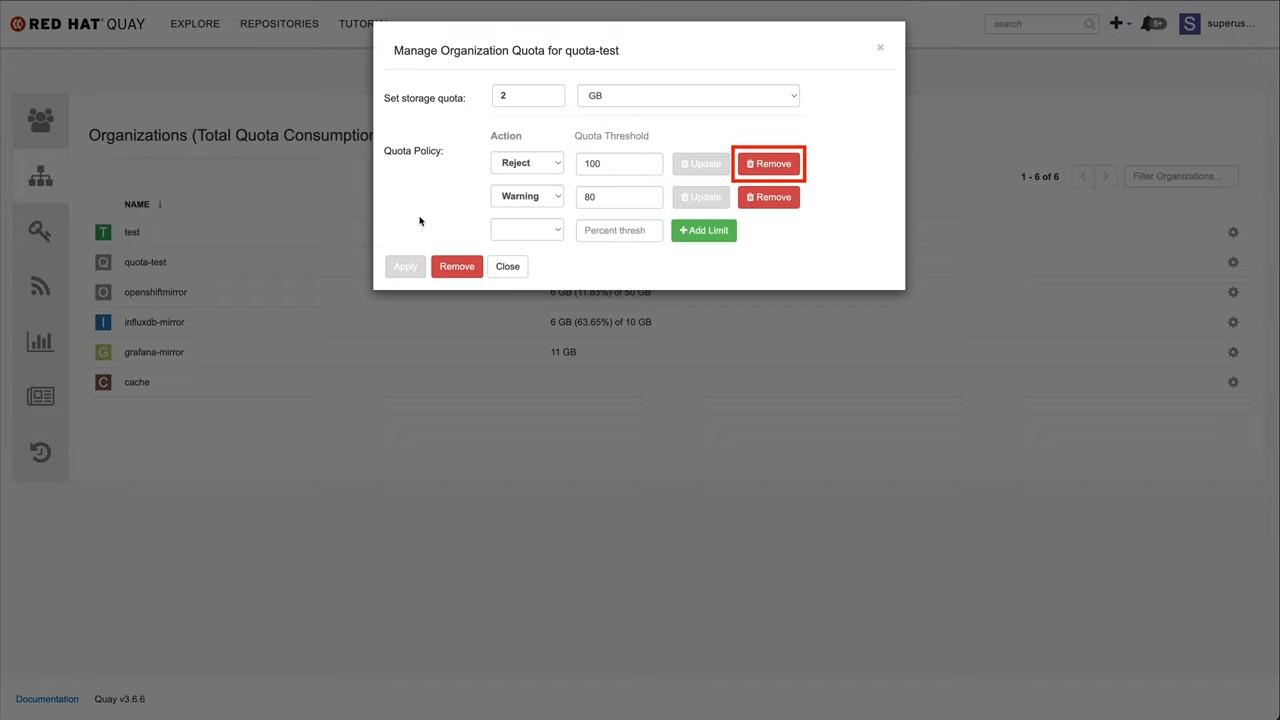 RED HAT QUAY EXPLORE REPOSITORIES TUTOR search 5+ S superus...
Manage Organization Quota for quota-test ×
Set storage quota: 2 GB
Action Quota Threshold
Quota Policy: Reject 100 Update Remove
Warning 80 Update Remove
Percent thresh + Add Limit
Apply Remove Close
Organizations (Total Quota Consumption
1 - 6 of 6 Filter Organizations...
NAME ↓
T test
Q quota-test
O openshiftmirror 6 GB (11.83%) of 50 GB
I influxdb-mirror 6 GB (63.65%) of 10 GB
G grafana-mirror 11 GB
C cache
Documentation Quay v3.6.6